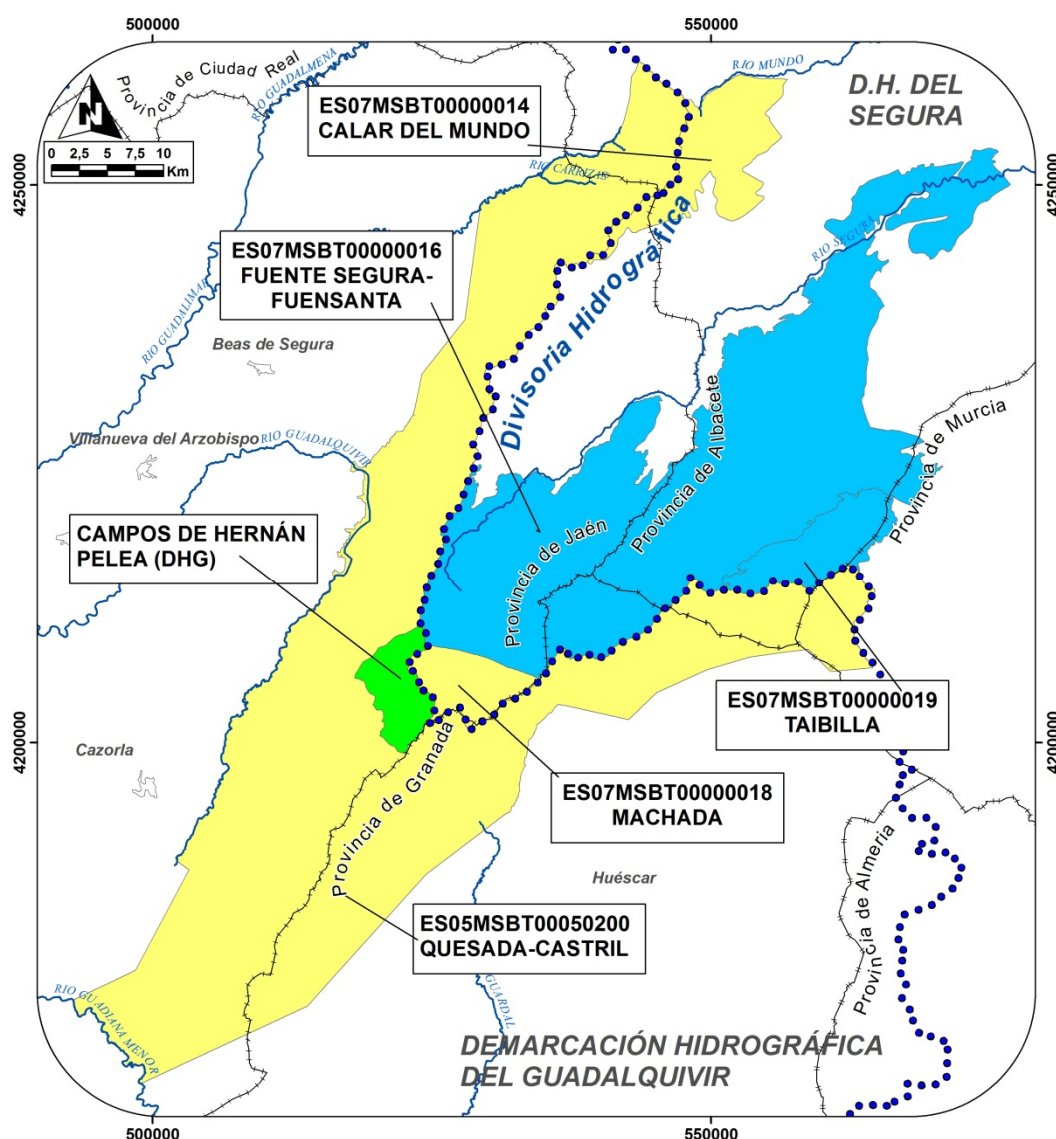 500000
550000
Provincia de Ciudad Real
RIO GUADALMENA
RIO MUNDO
D.H. DEL
SEGURA
N
0 2,5 5 7,5 10
Km
ES07MSBT00000014
CALAR DEL MUNDO
RIO CARRIZAS
4250000
4250000
ES07MSBT00000016
FUENTE SEGURA-
FUENSANTA
Divisoria Hidrográfica
RIO SEGURA
RIO GUADALIMAR
Beas de Segura
Provincia de Albacete
Provincia de Murcia
Villanueva del Arzobispo
RIO GUADALQUIVIR
CAMPOS DE HERNÁN
PELEA (DHG)
Provincia de Jaén
ES07MSBT00000019
TAIBILLA
4200000
4200000
Cazorla
Provincia de Granada
ES07MSBT00000018
MACHADA
Huéscar
Provincia de Almeria
ES05MSBT00050200
QUESADA-CASTRIL
RIO GUADIANA MENOR
GUARDAL
DEMARCACIÓN HIDROGRÁFICA
DEL GUADALQUIVIR
500000
550000